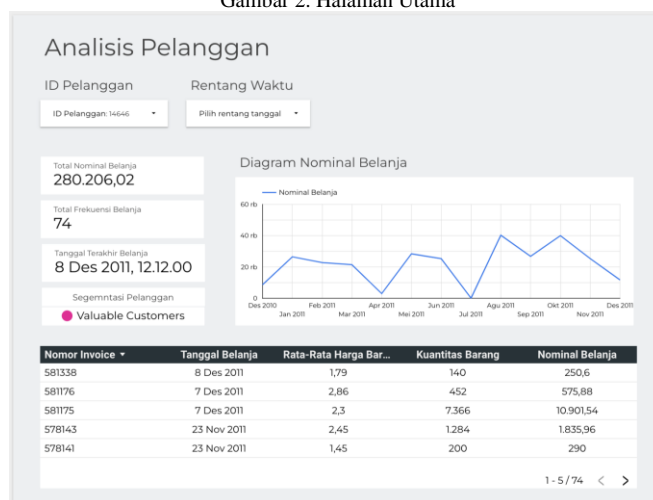 Gambar 2. Halaman Utama
Analisis Pelanggan
ID Pelanggan
Rentang Waktu
ID Pelanggan: 14646
Pilih rentang tanggal
Total Nominal Belanja
280.206,02
Total Frekuensi Belanja
74
Tanggal Terakhir Belanja
8 Des 2011, 12.12.00
Segemntasi Pelanggan
Valuable Customers
Diagram Nominal Belanja
Nominal Belanja
60 rb
40 rb
20 rb
0
Des 2010 Feb 2011 Apr 2011 Jun 2011 Agu 2011 Okt 2011 Des 2011
Jan 2011 Mar 2011 Mei 2011 Jul 2011 Sep 2011 Nov 2011
Nomor Invoice Tanggal Belanja Rata-Rata Harga Bar... Kuantitas Barang Nominal Belanja
581338 8 Des 2011 1,79 140 250,6
581176 7 Des 2011 2,86 452 575,88
581175 7 Des 2011 2,3 7.366 10.901,54
578143 23 Nov 2011 2,45 1.284 1.835,96
578141 23 Nov 2011 1,45 200 290
1 - 5 / 74 < >